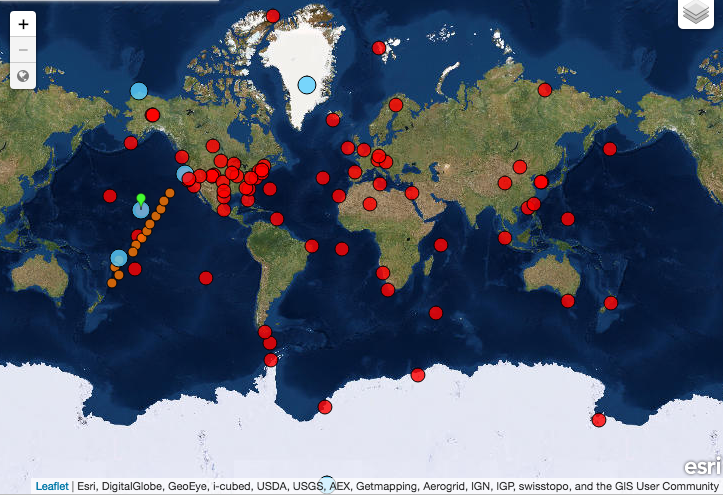 +
−
esri
Leaflet | Esri, DigitalGlobe, GeoEye, i-cubed, USDA, USGS, AEX, Getmapping, Aerogrid, IGN, IGP, swisstopo, and the GIS User Community